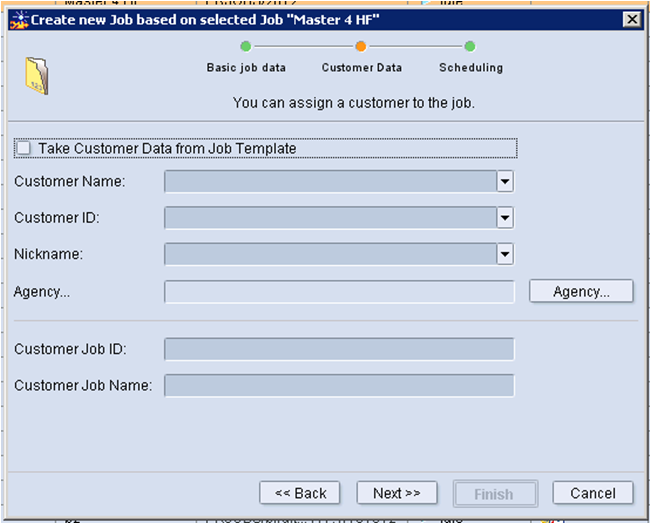 Create new Job based on selected Job "Master 4 HF"
Basic job data
Customer Data
Scheduling
You can assign a customer to the job.
Take Customer Data from Job Template
Customer Name:
Customer ID:
Nickname:
Agency...
Agency...
Customer Job ID:
Customer Job Name:
<< Back
Next >>
Finish
Cancel